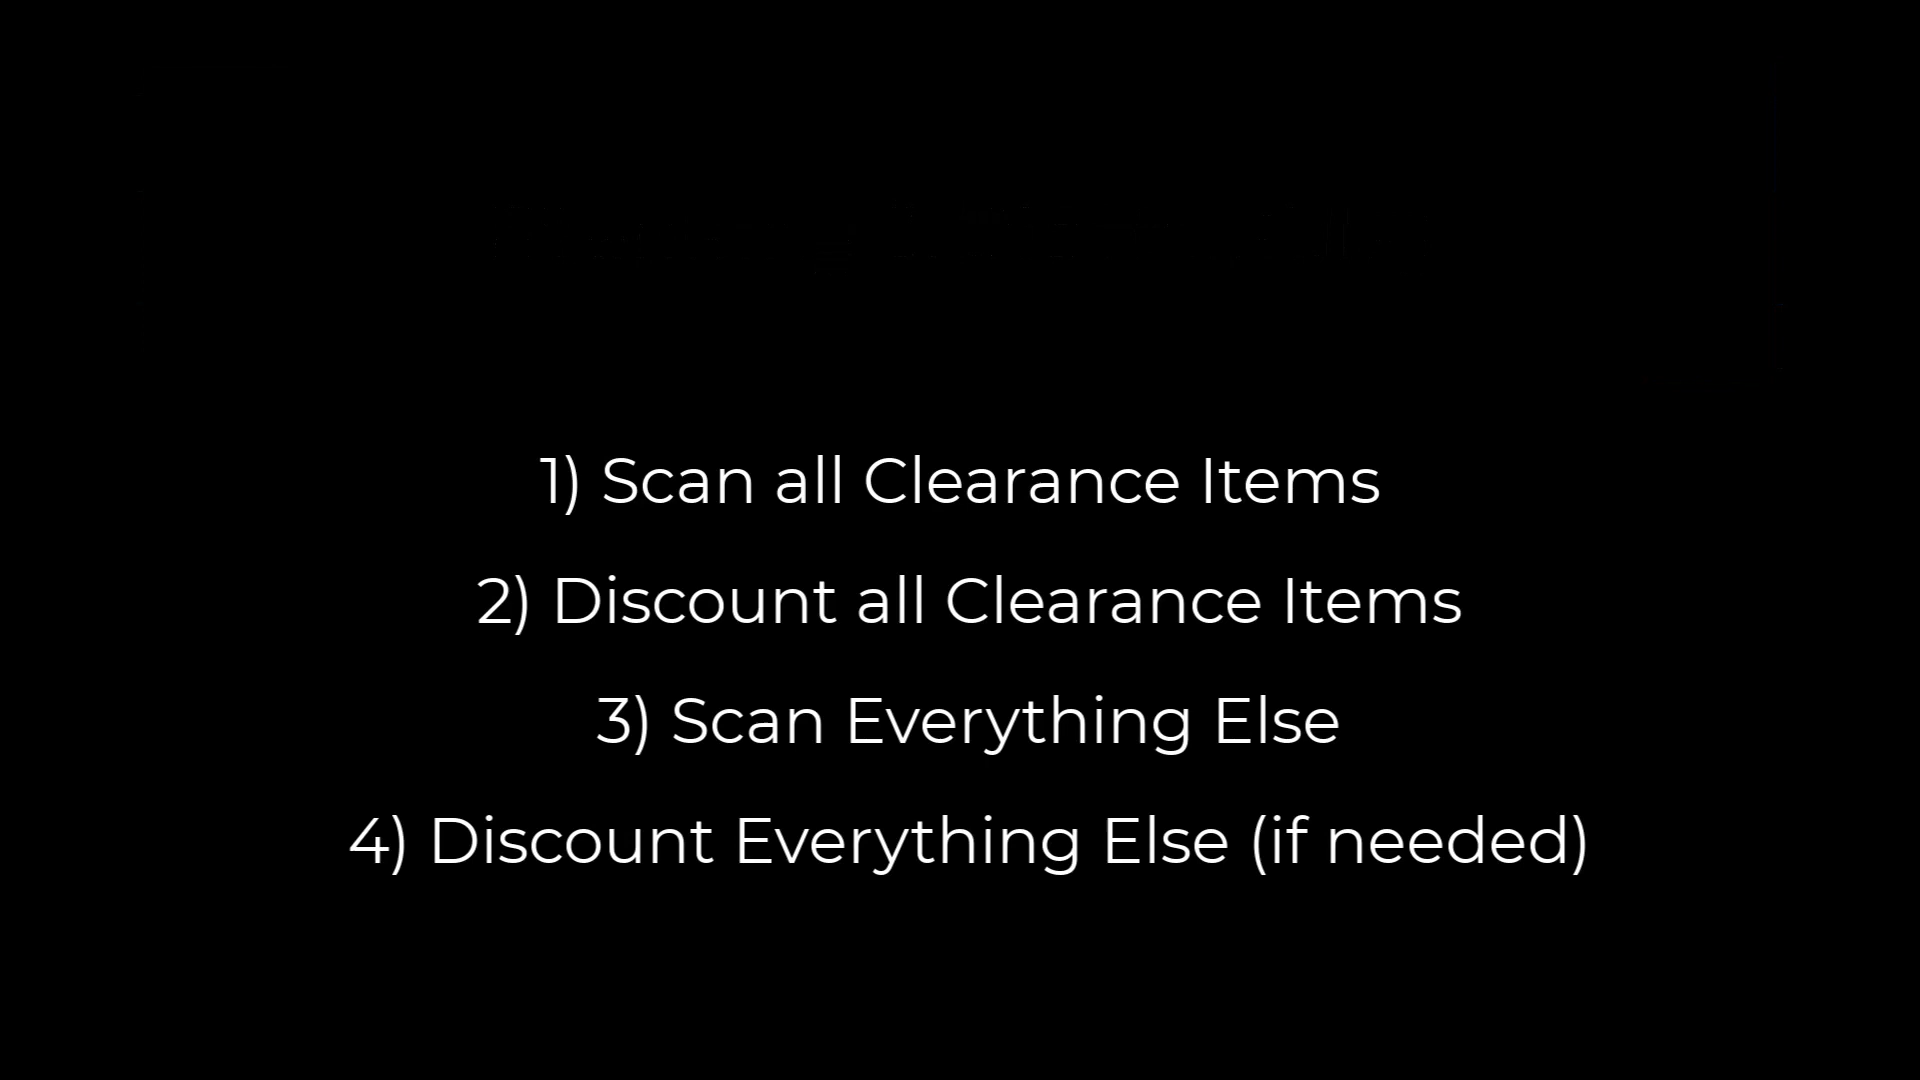 1) Scan all Clearance Items
2) Discount all Clearance Items
3) Scan Everything Else
4) Discount Everything Else (if needed)